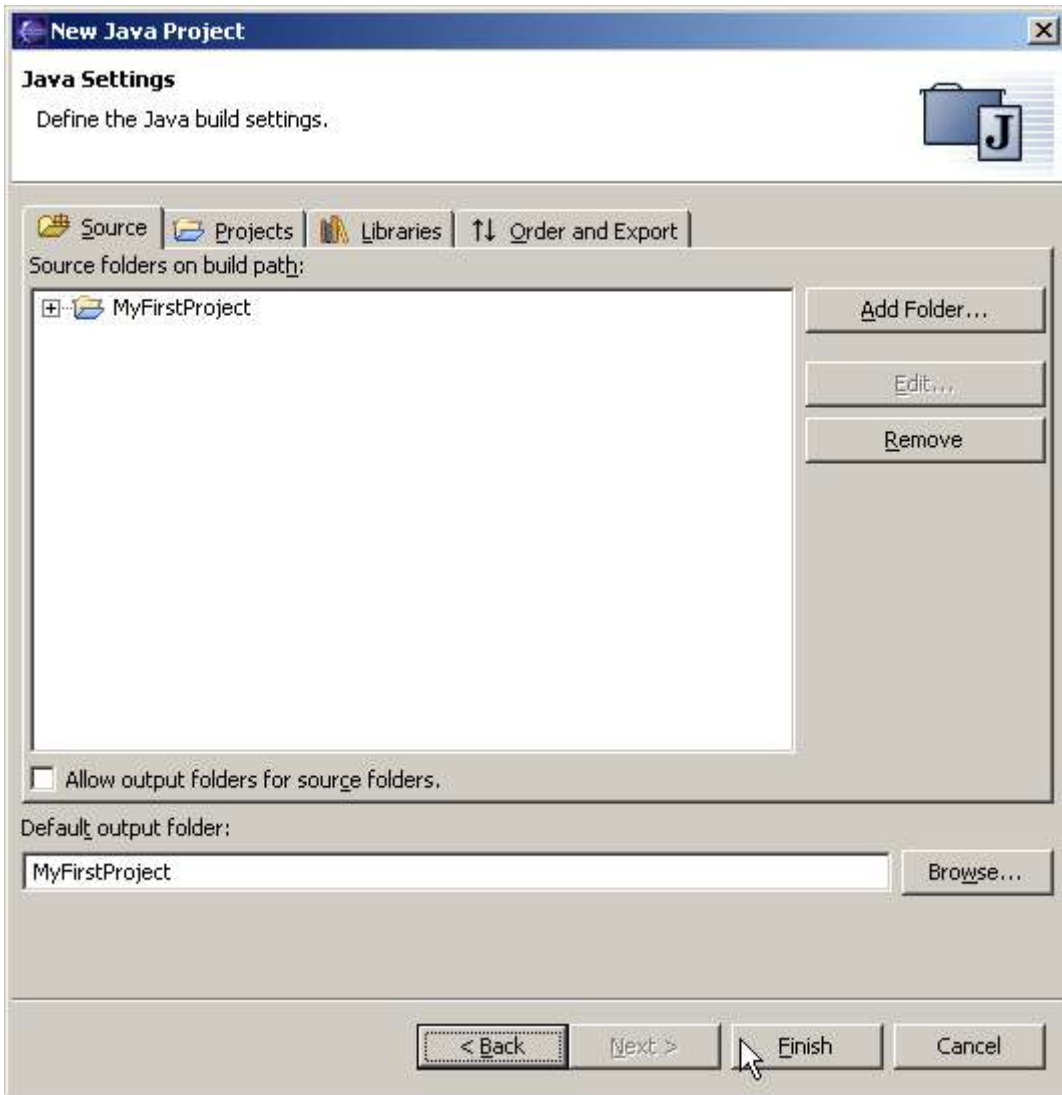 New Java Project
Java Settings
Define the Java build settings.
J
Source Projects Libraries Order and Export
Source folders on build path:
MyFirstProject
Add Folder...
Edit...
Remove
Allow output folders for source folders.
Default output folder:
MyFirstProject Browse...
< Back Next > Finish Cancel